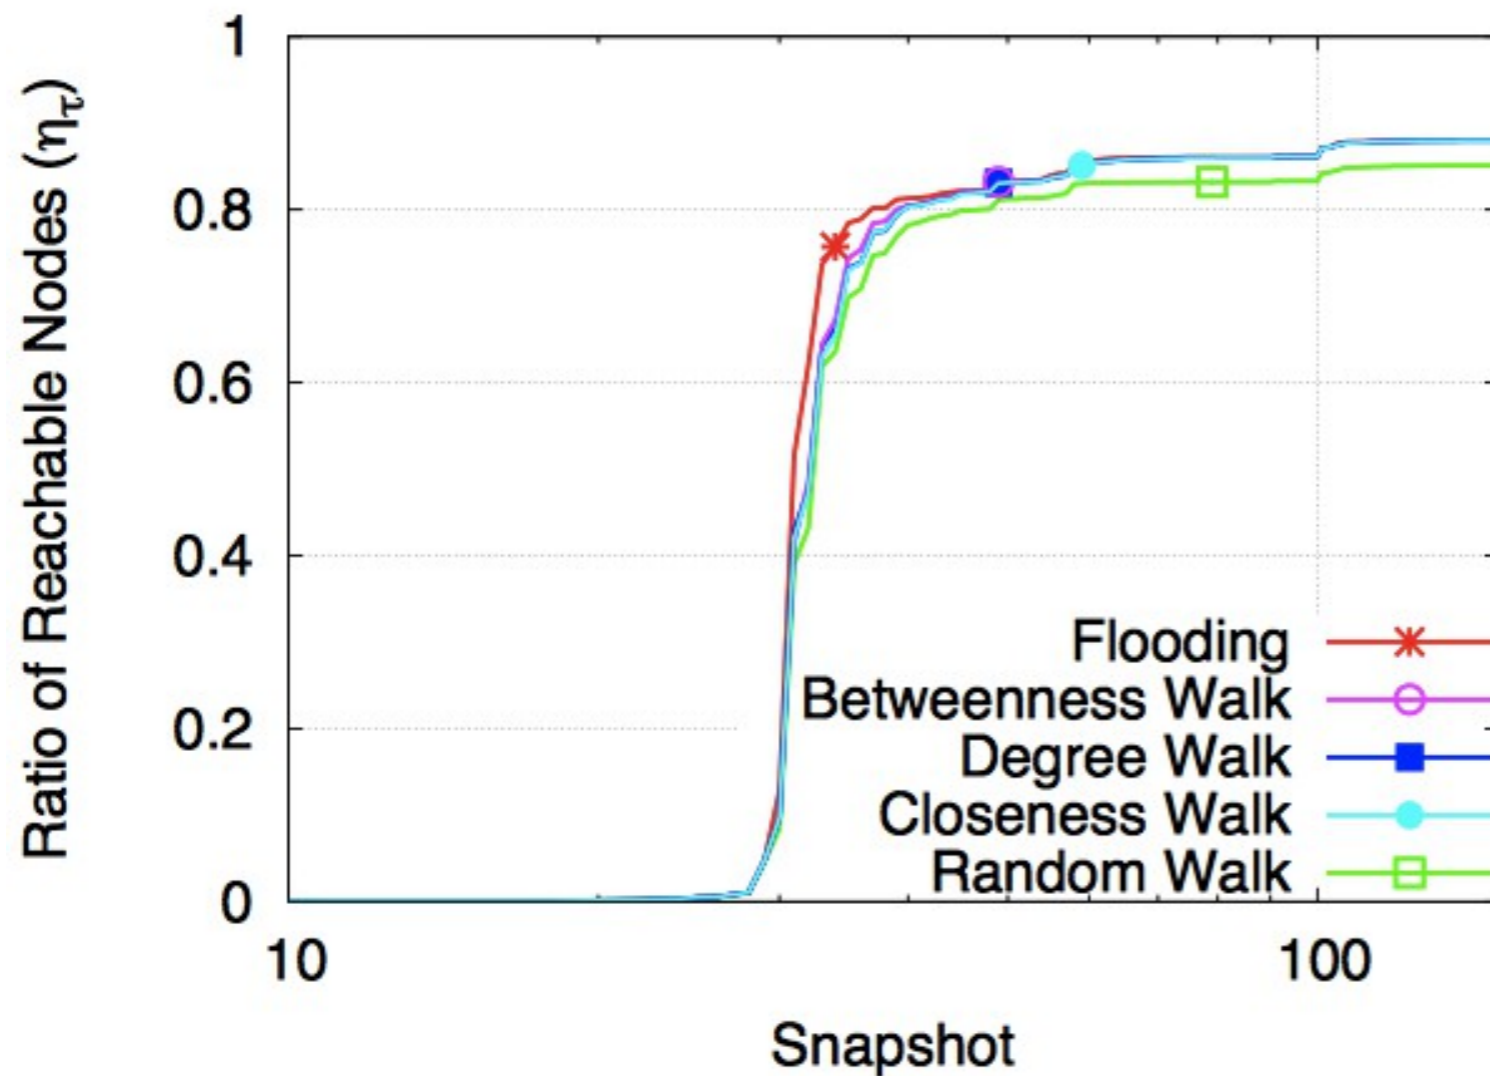 Ratio of Reachable Nodes (ητ)
1
0.8
0.6
0.4
0.2
0
10
100
Snapshot
Flooding
Betweenness Walk
Degree Walk
Closeness Walk
Random Walk